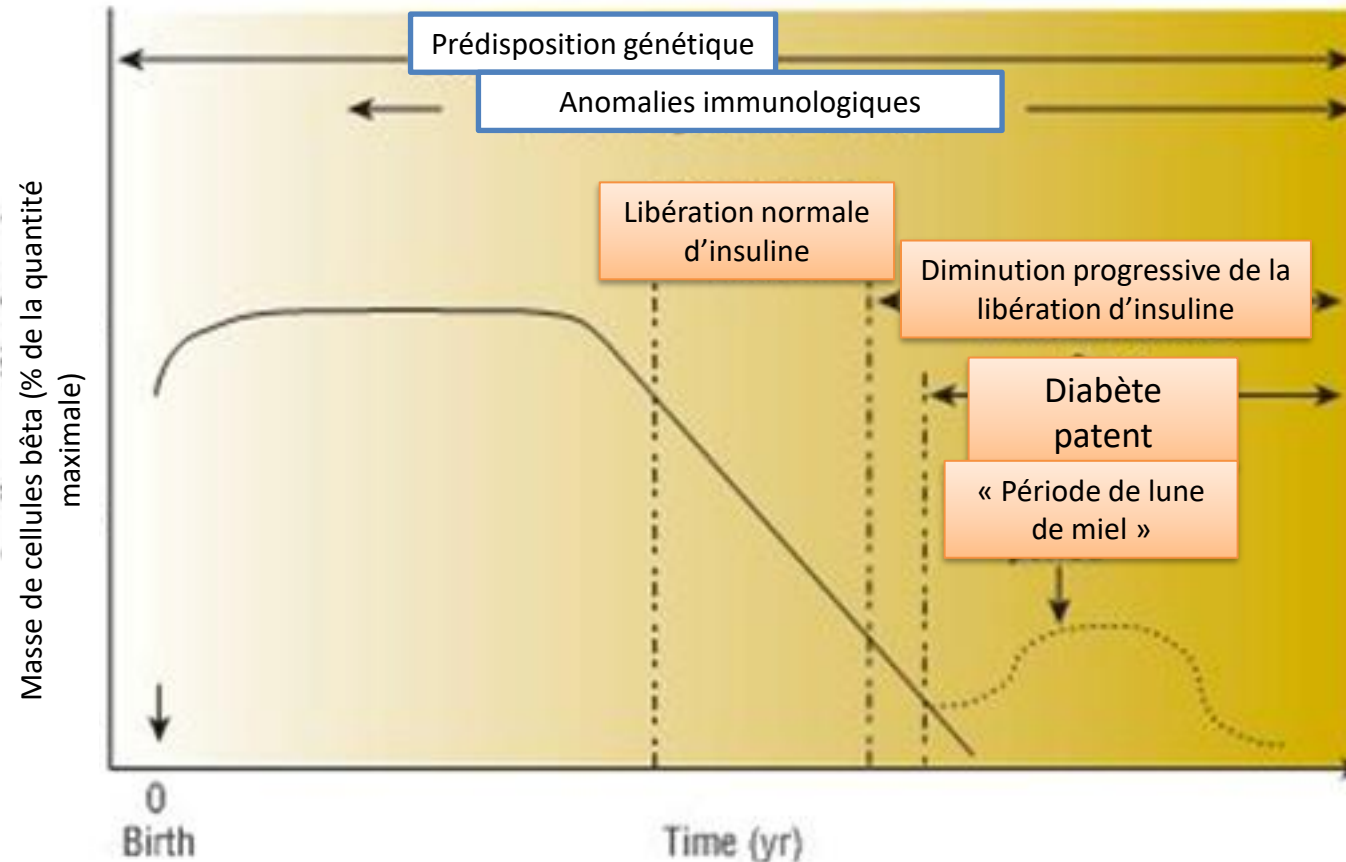 Prédisposition génétique
Anomalies immunologiques
Libération normale
d’insuline
Diminution progressive de la
libération d’insuline
Diabète
patent
« Période de lune
de miel »
Masse de cellules bêta (% de la quantité
maximale)
0
Birth
Time (yr)